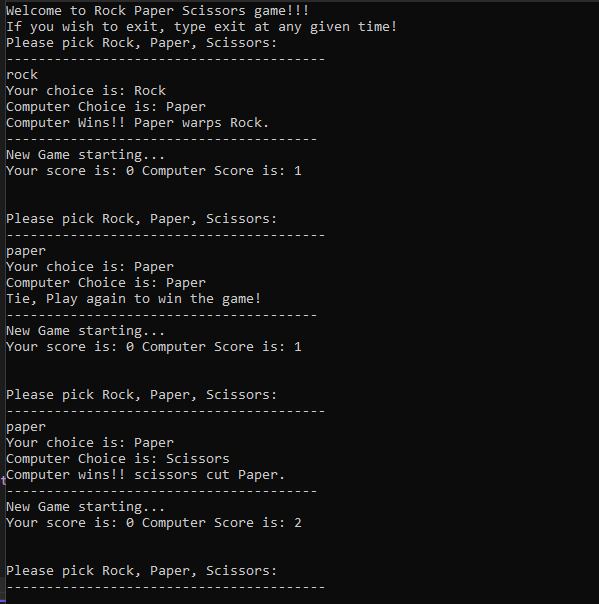 Welcome to Rock Paper Scissors game!!!
If you wish to exit, type exit at any given time!
Please pick Rock, Paper, Scissors:
----------------------------------------
rock
Your choice is: Rock
Computer Choice is: Paper
Computer Wins!! Paper warps Rock.
---------------------------------------
New Game starting...
Your score is: 0 Computer Score is: 1
Please pick Rock, Paper, Scissors:
----------------------------------------
paper
Your choice is: Paper
Computer Choice is: Paper
Tie, Play again to win the game!
---------------------------------------
New Game starting...
Your score is: 0 Computer Score is: 1
Please pick Rock, Paper, Scissors:
----------------------------------------
paper
Your choice is: Paper
Computer Choice is: Scissors
Computer wins!! scissors cut Paper.
---------------------------------------
New Game starting...
Your score is: 0 Computer Score is: 2
Please pick Rock, Paper, Scissors:
----------------------------------------